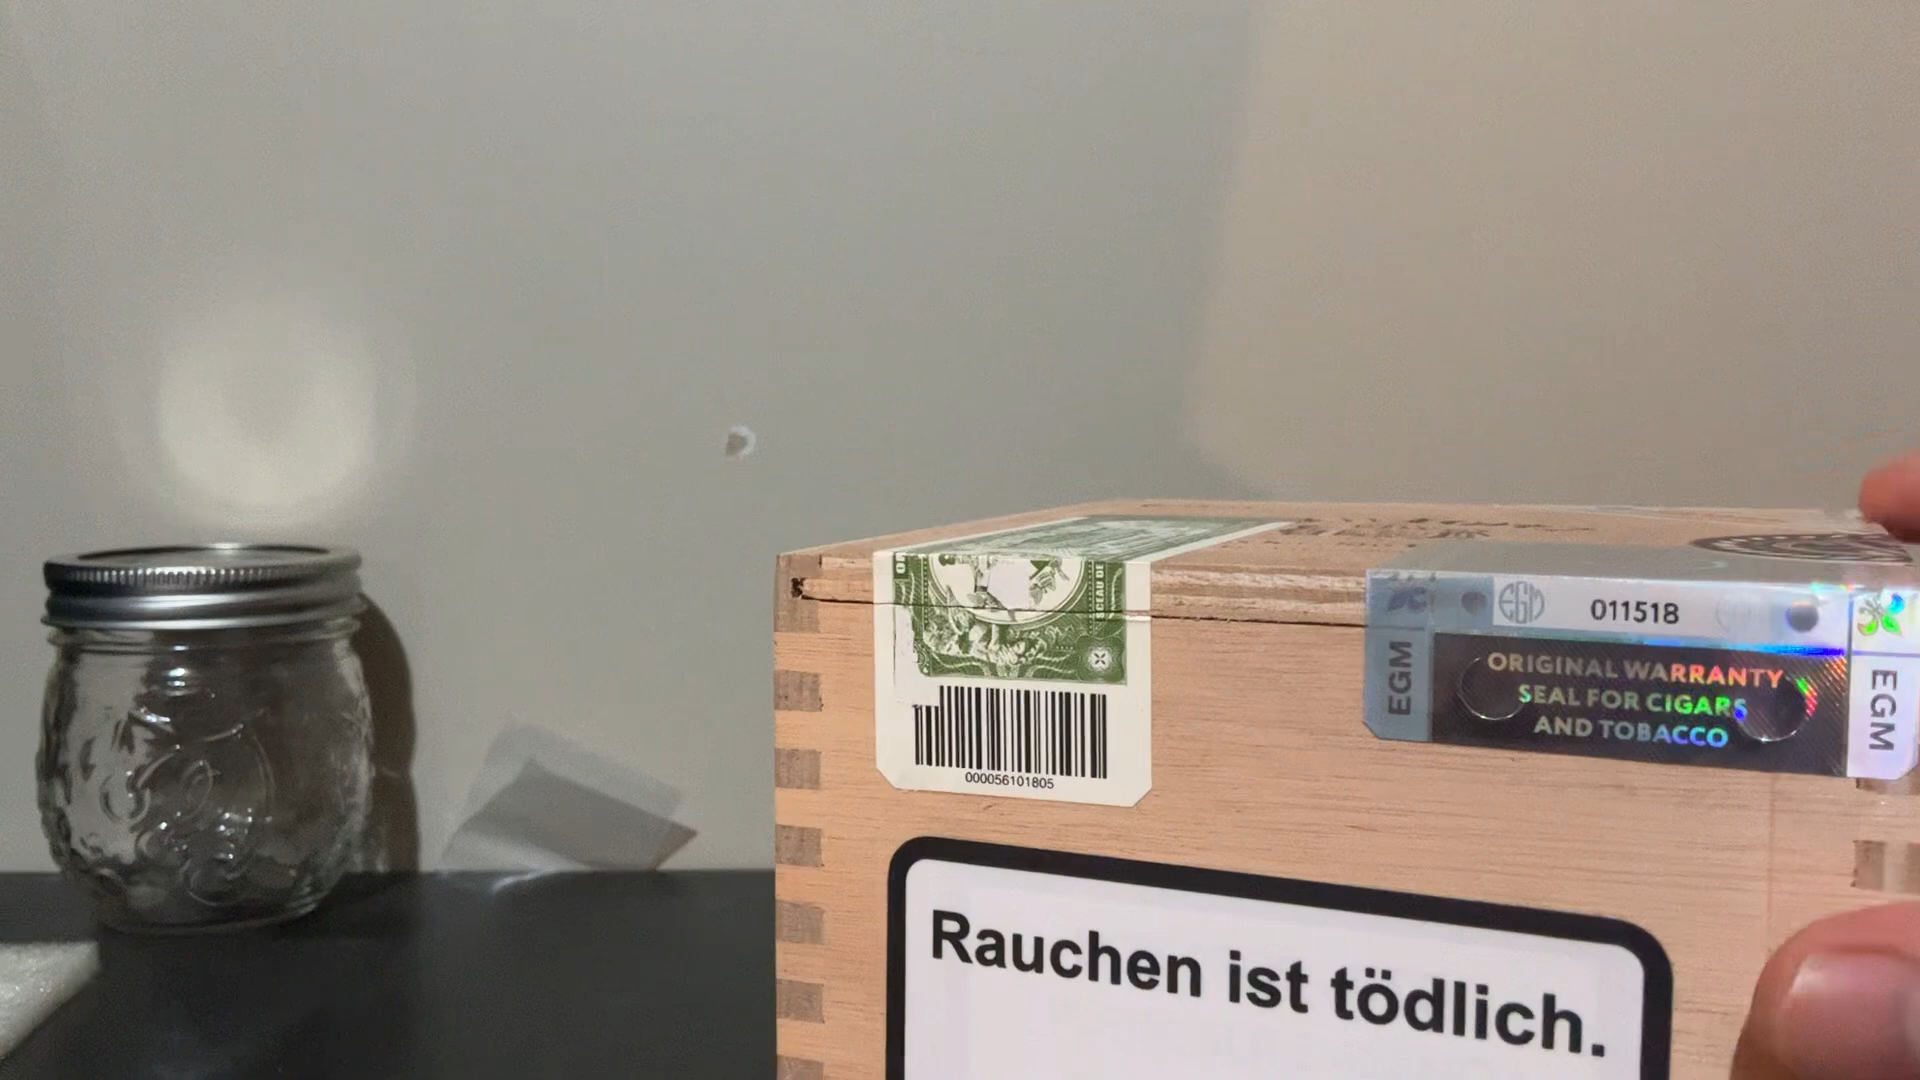 000056101805
EGM
011518
EGM
ORIGINAL WARRANTY
SEAL FOR CIGARS
AND TOBACCO
EGM
Rauchen ist tödlich.